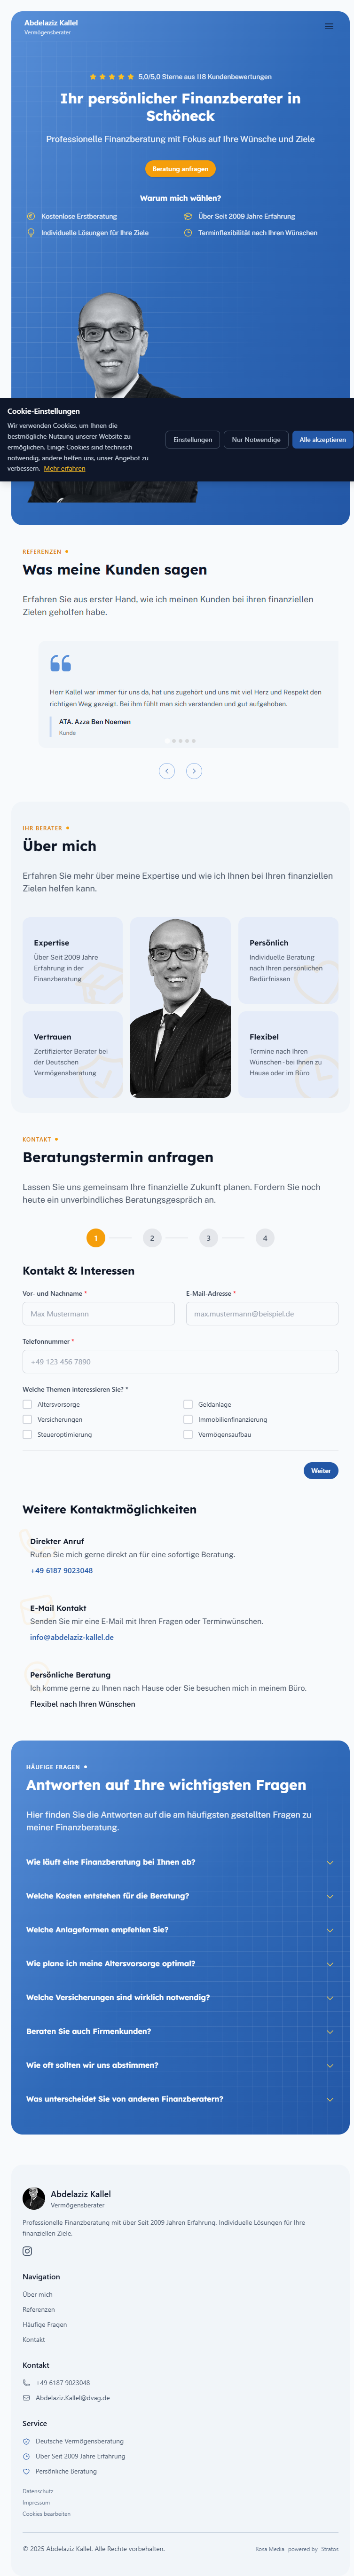 Abdelaziz Kallel
Vermögensberater
5,0/5,0 Sterne aus 118 Kundenbewertungen
Ihr persönlicher Finanzberater in
Schöneck
Professionelle Finanzberatung mit Fokus auf Ihre Wünsche und Ziele
Beratung anfragen
Warum mich wählen?
Kostenlose Erstberatung
Über Seit 2009 Jahre Erfahrung
Individuelle Lösungen für Ihre Ziele
Terminflexibilität nach Ihren Wünschen
Cookie-Einstellungen
Wir verwenden Cookies, um Ihnen die
bestmögliche Nutzung unserer Website zu
ermöglichen. Einige Cookies sind technisch
notwendig, andere helfen uns, unser Angebot zu
verbessern. Mehr erfahren
Einstellungen
Nur Notwendige
Alle akzeptieren
REFERENZEN
Was meine Kunden sagen
Erfahren Sie aus erster Hand, wie ich meinen Kunden bei ihren finanziellen
Zielen geholfen habe.
Herr Kallel war immer für uns da, hat uns zugehört und uns mit viel Herz und Respekt den
richtigen Weg gezeigt. Bei ihm fühlt man sich verstanden und gut aufgehoben.
ATA. Azza Ben Noemen
Kunde
IHR BERATER
Über mich
Erfahren Sie mehr über meine Expertise und wie ich Ihnen bei Ihren finanziellen
Zielen helfen kann.
Expertise
Über Seit 2009 Jahre
Erfahrung in der
Finanzberatung
Persönlich
Individuelle Beratung
nach Ihren persönlichen
Bedürfnissen
Vertrauen
Zertifizierter Berater bei
der Deutschen
Vermögensberatung
Flexibel
Termine nach Ihren
Wünschen - bei Ihnen zu
Hause oder im Büro
KONTAKT
Beratungstermin anfragen
Lassen Sie uns gemeinsam Ihre finanzielle Zukunft planen. Fordern Sie noch
heute ein unverbindliches Beratungsgespräch an.
1
2
3
4
Kontakt & Interessen
Vor- und Nachname *
E-Mail-Adresse *
Max Mustermann
max.mustermann@beispiel.de
Telefonnummer *
+49 123 456 7890
Welche Themen interessieren Sie? *
Altersvorsorge
Geldanlage
Versicherungen
Immobilienfinanzierung
Steueroptimierung
Vermögensaufbau
Weiter
Weitere Kontaktmöglichkeiten
Direkter Anruf
Rufen Sie mich gerne direkt an für eine sofortige Beratung.
+49 6187 9023048
E-Mail Kontakt
Senden Sie mir eine E-Mail mit Ihren Fragen oder Terminwünschen.
info@abdelaziz-kallel.de
Persönliche Beratung
Ich komme gerne zu Ihnen nach Hause oder Sie besuchen mich in meinem Büro.
Flexibel nach Ihren Wünschen
HÄUFIGE FRAGEN
Antworten auf Ihre wichtigsten Fragen
Hier finden Sie die Antworten auf die am häufigsten gestellten Fragen zu
meiner Finanzberatung.
Wie läuft eine Finanzberatung bei Ihnen ab?
Welche Kosten entstehen für die Beratung?
Welche Anlageformen empfehlen Sie?
Wie plane ich meine Altersvorsorge optimal?
Welche Versicherungen sind wirklich notwendig?
Beraten Sie auch Firmenkunden?
Wie oft sollten wir uns abstimmen?
Was unterscheidet Sie von anderen Finanzberatern?
Abdelaziz Kallel
Vermögensberater
Professionelle Finanzberatung mit über Seit 2009 Jahren Erfahrung. Individuelle Lösungen für Ihre
finanziellen Ziele.
Navigation
Über mich
Referenzen
Häufige Fragen
Kontakt
Kontakt
+49 6187 9023048
Abdelaziz.Kallel@dvag.de
Service
Deutsche Vermögensberatung
Über Seit 2009 Jahre Erfahrung
Persönliche Beratung
Datenschutz
Impressum
Cookies bearbeiten
© 2025 Abdelaziz Kallel. Alle Rechte vorbehalten.
Rosa Media powered by Stratos